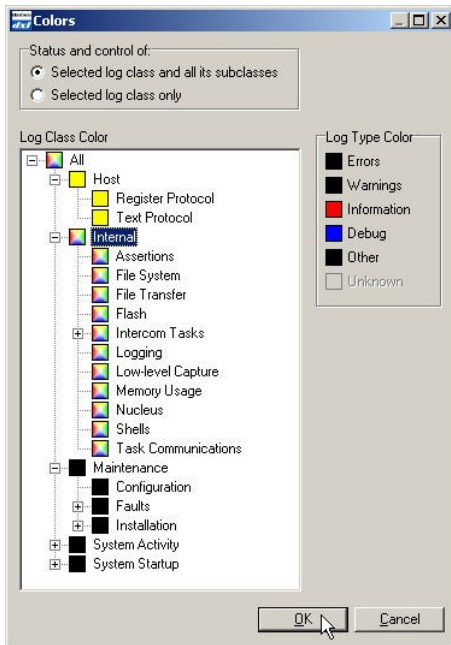 Colors
Status and control of:
Selected log class and all its subclasses
Selected log class only
Log Class Color
All
Host
Register Protocol
Text Protocol
Internal
Assertions
File System
File Transfer
Flash
Intercom Tasks
Logging
Low-level Capture
Memory Usage
Nucleus
Shells
Task Communications
Maintenance
Configuration
Faults
Installation
System Activity
System Startup
Log Type Color
Errors
Warnings
Information
Debug
Other
Unknown
OK
Cancel